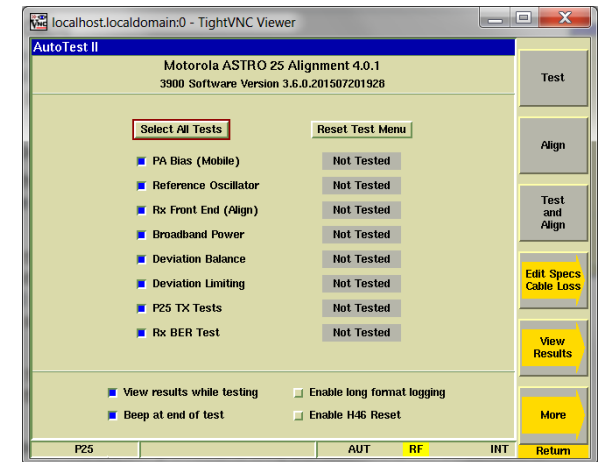 localhost.localdomain:0 - TightVNC Viewer
AutoTest II
Motorola ASTRO 25 Alignment 4.0.1
3900 Software Version 3.6.0.201507201928
Select All Tests
Reset Test Menu
PA Bias (Mobile) Not Tested
Reference Oscillator Not Tested
Rx Front End (Align) Not Tested
Broadband Power Not Tested
Deviation Balance Not Tested
Deviation Limiting Not Tested
P25 TX Tests Not Tested
Rx BER Test Not Tested
View results while testing
Enable long format logging
Beep at end of test
Enable H46 Reset
P25 AUT RF INT
Test
Align
Test
and
Align
Edit Specs
Cable Loss
View
Results
More
Return